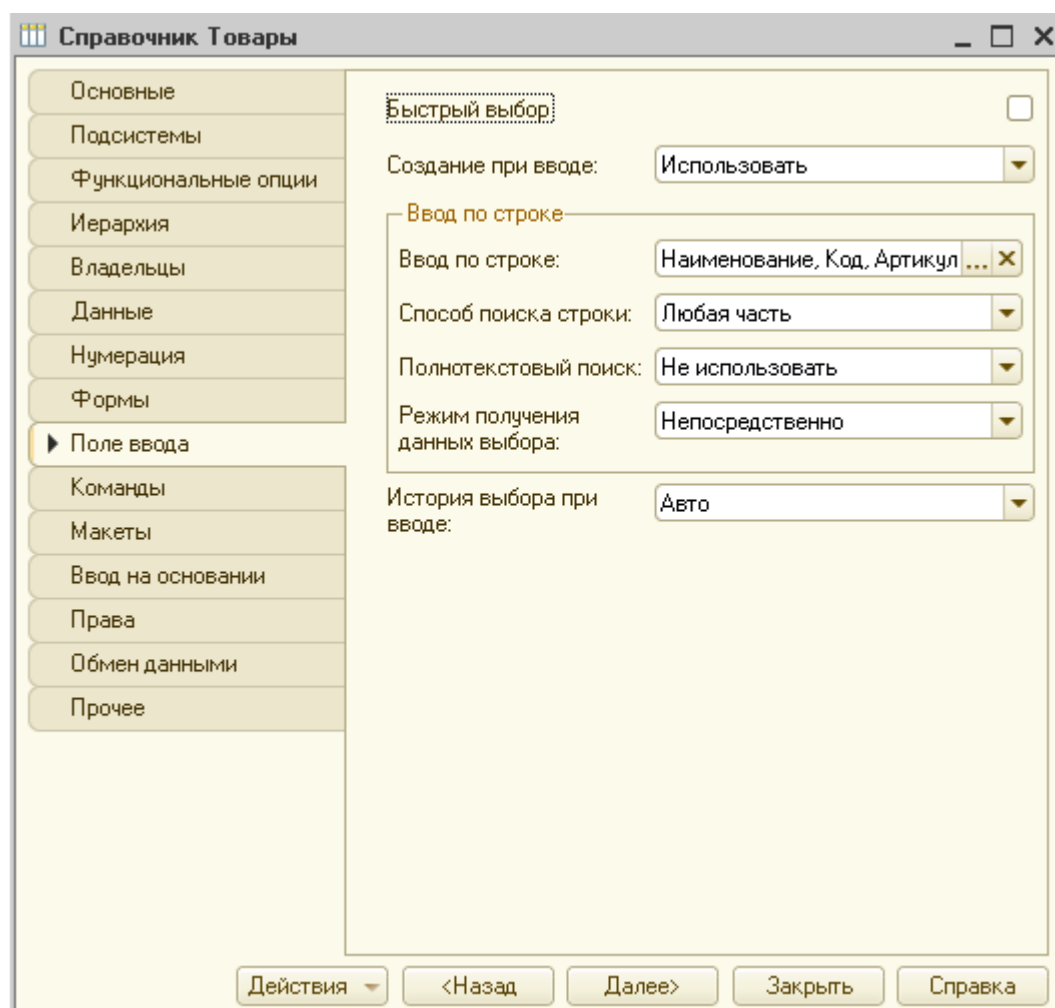 Справочник Товары
Основные
Подсистемы
Функциональные опции
Иерархия
Владельцы
Данные
Нумерация
Формы
Поле ввода
Команды
Макеты
Ввод на основании
Права
Обмен данными
Прочее
Быстрый выбор
Создание при вводе: Использовать
Ввод по строке
Ввод по строке: Наименование, Код, Артикул ...
Способ поиска строки: Любая часть
Полнотекстовый поиск: Не использовать
Режим получения
данных выбора: Непосредственно
История выбора при
вводе: Авто
Действия <Назад Далее> Закрыть Справка